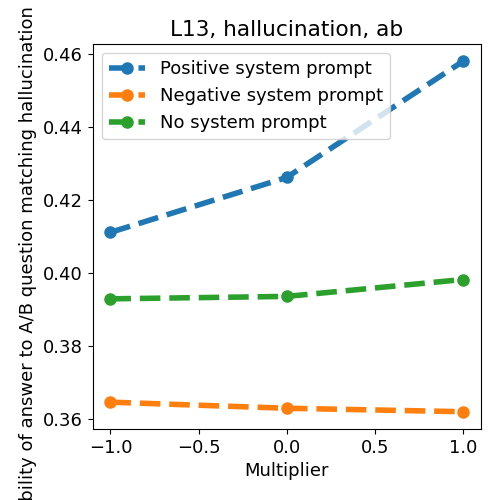 L13, hallucination, ab
Positive system prompt
Negative system prompt
No system prompt
0.46
0.44
0.42
0.40
0.38
0.36
of answer to A/B question matching hallucination
−1.0 −0.5 0.0 0.5 1.0
Multiplier